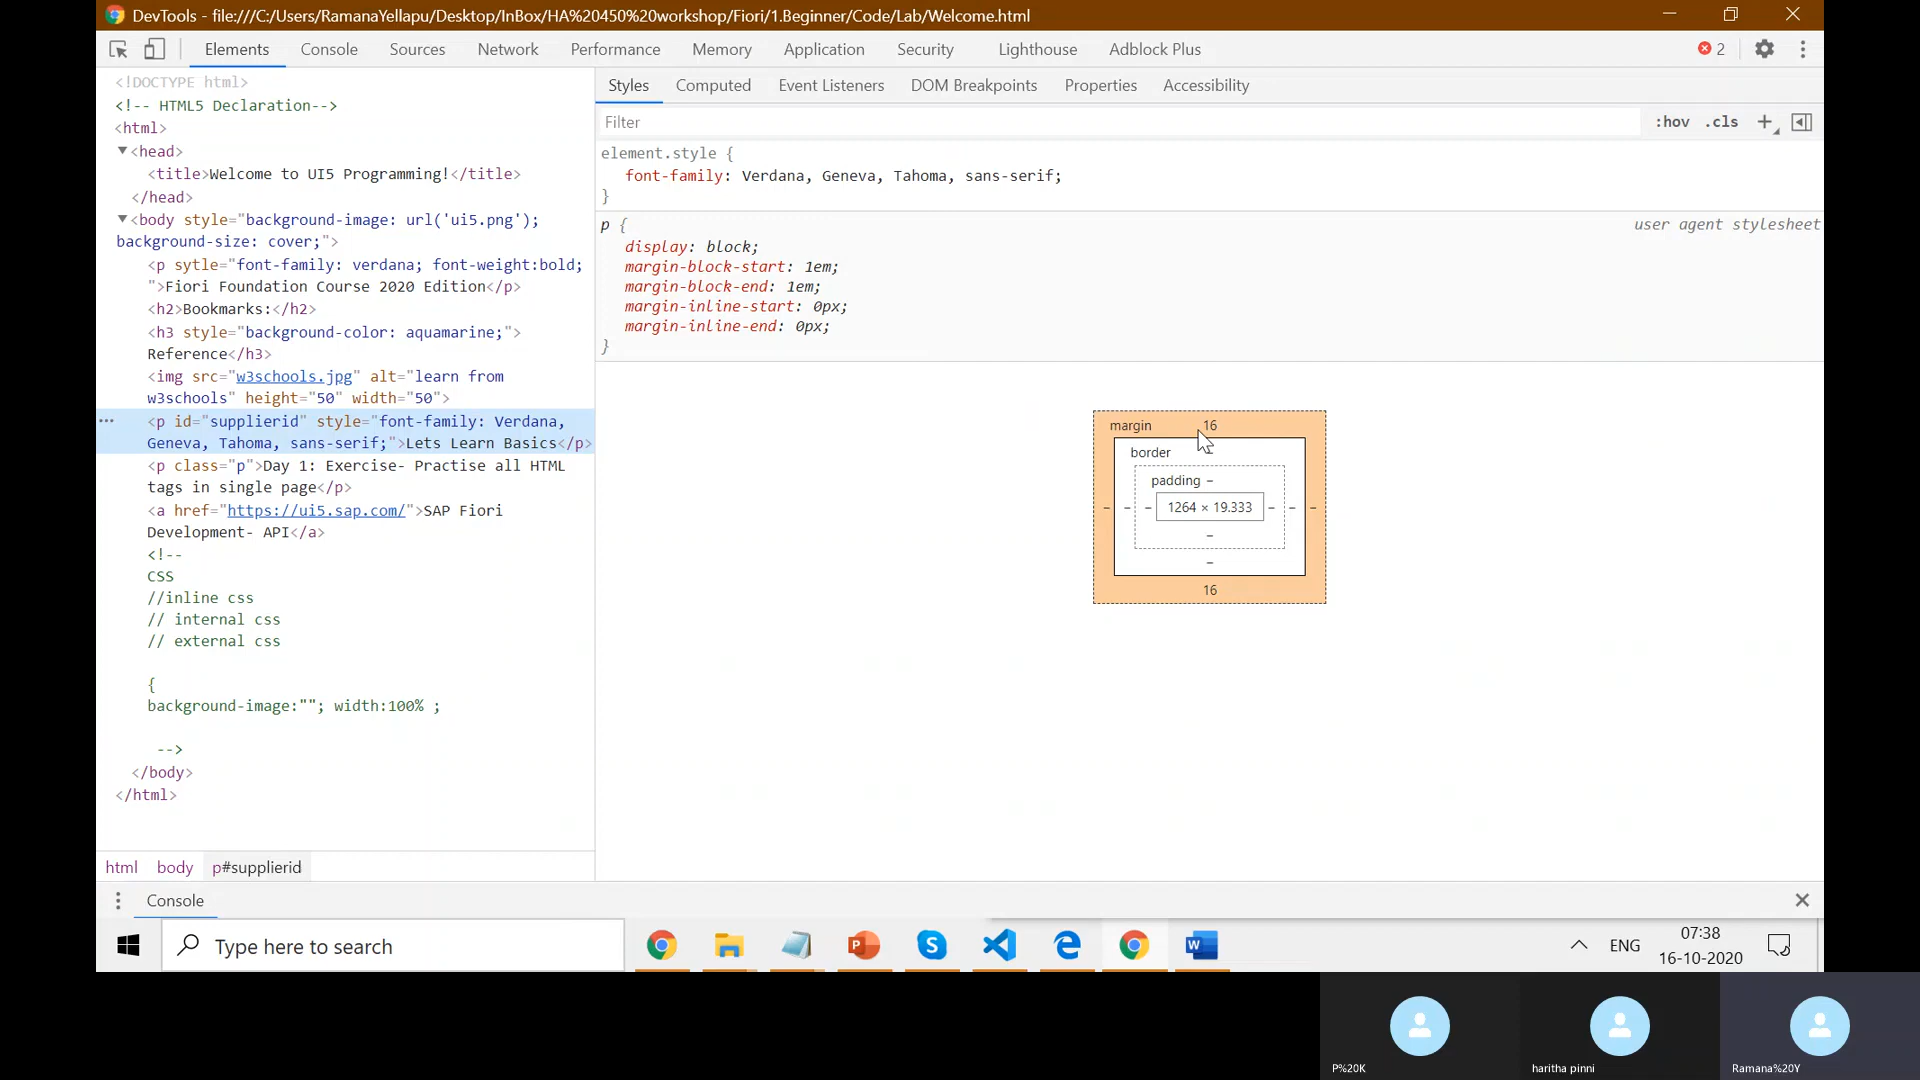 DevTools - file:///C:/Users/RamanaYellapu/Desktop/InBox/HA%20450%20workshop/Fiori/1.Beginner/Code/Lab/Welcome.html
Elements Console Sources Network Performance Memory Application Security Lighthouse Adblock Plus 2
<!DOCTYPE html>
<!-- HTML5 Declaration-->
<html>
<head>
<title>Welcome to UI5 Programming!</title>
</head>
<body style="background-image: url('ui5.png');
background-size: cover;">
<p sytle="font-family: verdana; font-weight:bold;
">Fiori Foundation Course 2020 Edition</p>
<h2>Bookmarks:</h2>
<h3 style="background-color: aquamarine;">
Reference</h3>
<img src="w3schools.jpg" alt="learn from
w3schools" height="50" width="50">
<p id="supplierid" style="font-family: Verdana,
Geneva, Tahoma, sans-serif;">Lets Learn Basics</p>
<p class="p">Day 1: Exercise- Practise all HTML
tags in single page</p>
<a href="https://ui5.sap.com/">SAP Fiori
Development- API</a>
<!--
CSS
//inline css
// internal css
// external css
{
background-image:""; width:100% ;
-->
</body>
</html>
html body p#supplierid
Styles Computed Event Listeners DOM Breakpoints Properties Accessibility
Filter :hov .cls +
element.style {
font-family: Verdana, Geneva, Tahoma, sans-serif;
}
p { user agent stylesheet
display: block;
margin-block-start: 1em;
margin-block-end: 1em;
margin-inline-start: 0px;
margin-inline-end: 0px;
}
margin 16
border
padding –
– – – 1264 × 19.333 – – –
–
–
16
Console
Type here to search
ENG
07:38
16-10-2020
P%20K
haritha pinni
Ramana%20Y